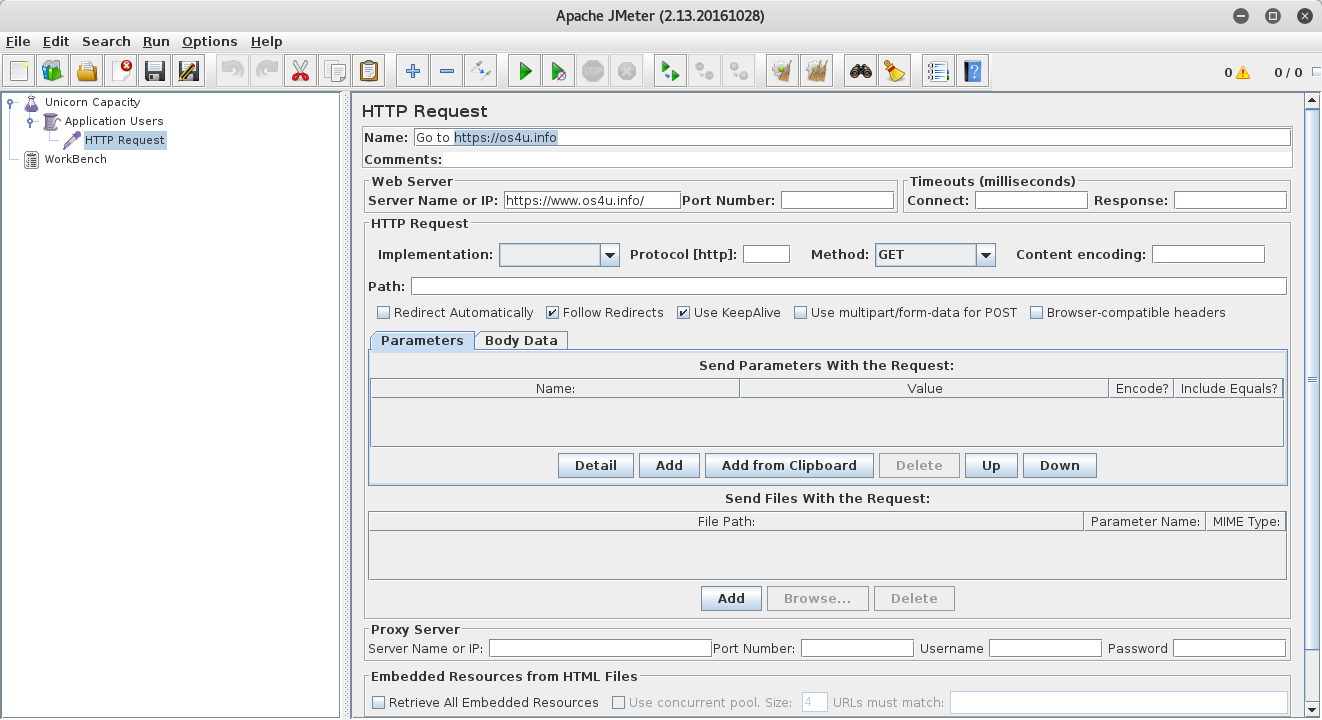 Apache JMeter (2.13.20161028)
File Edit Search Run Options Help
0 0 / 0
Unicorn Capacity
Application Users
HTTP Request
WorkBench
HTTP Request
Name: Go to https://os4u.info
Comments:
Web Server
Server Name or IP: https://www.os4u.info/ Port Number:
Timeouts (milliseconds)
Connect: Response:
HTTP Request
Implementation: Protocol [http]: Method: GET Content encoding:
Path:
Redirect Automatically Follow Redirects Use KeepAlive Use multipart/form-data for POST Browser-compatible headers
Parameters Body Data
Send Parameters With the Request:
Name: Value Encode? Include Equals?
Detail Add Add from Clipboard Delete Up Down
Send Files With the Request:
File Path: Parameter Name: MIME Type:
Add Browse... Delete
Proxy Server
Server Name or IP: Port Number: Username Password
Embedded Resources from HTML Files
Retrieve All Embedded Resources Use concurrent pool. Size: 4 URLs must match: